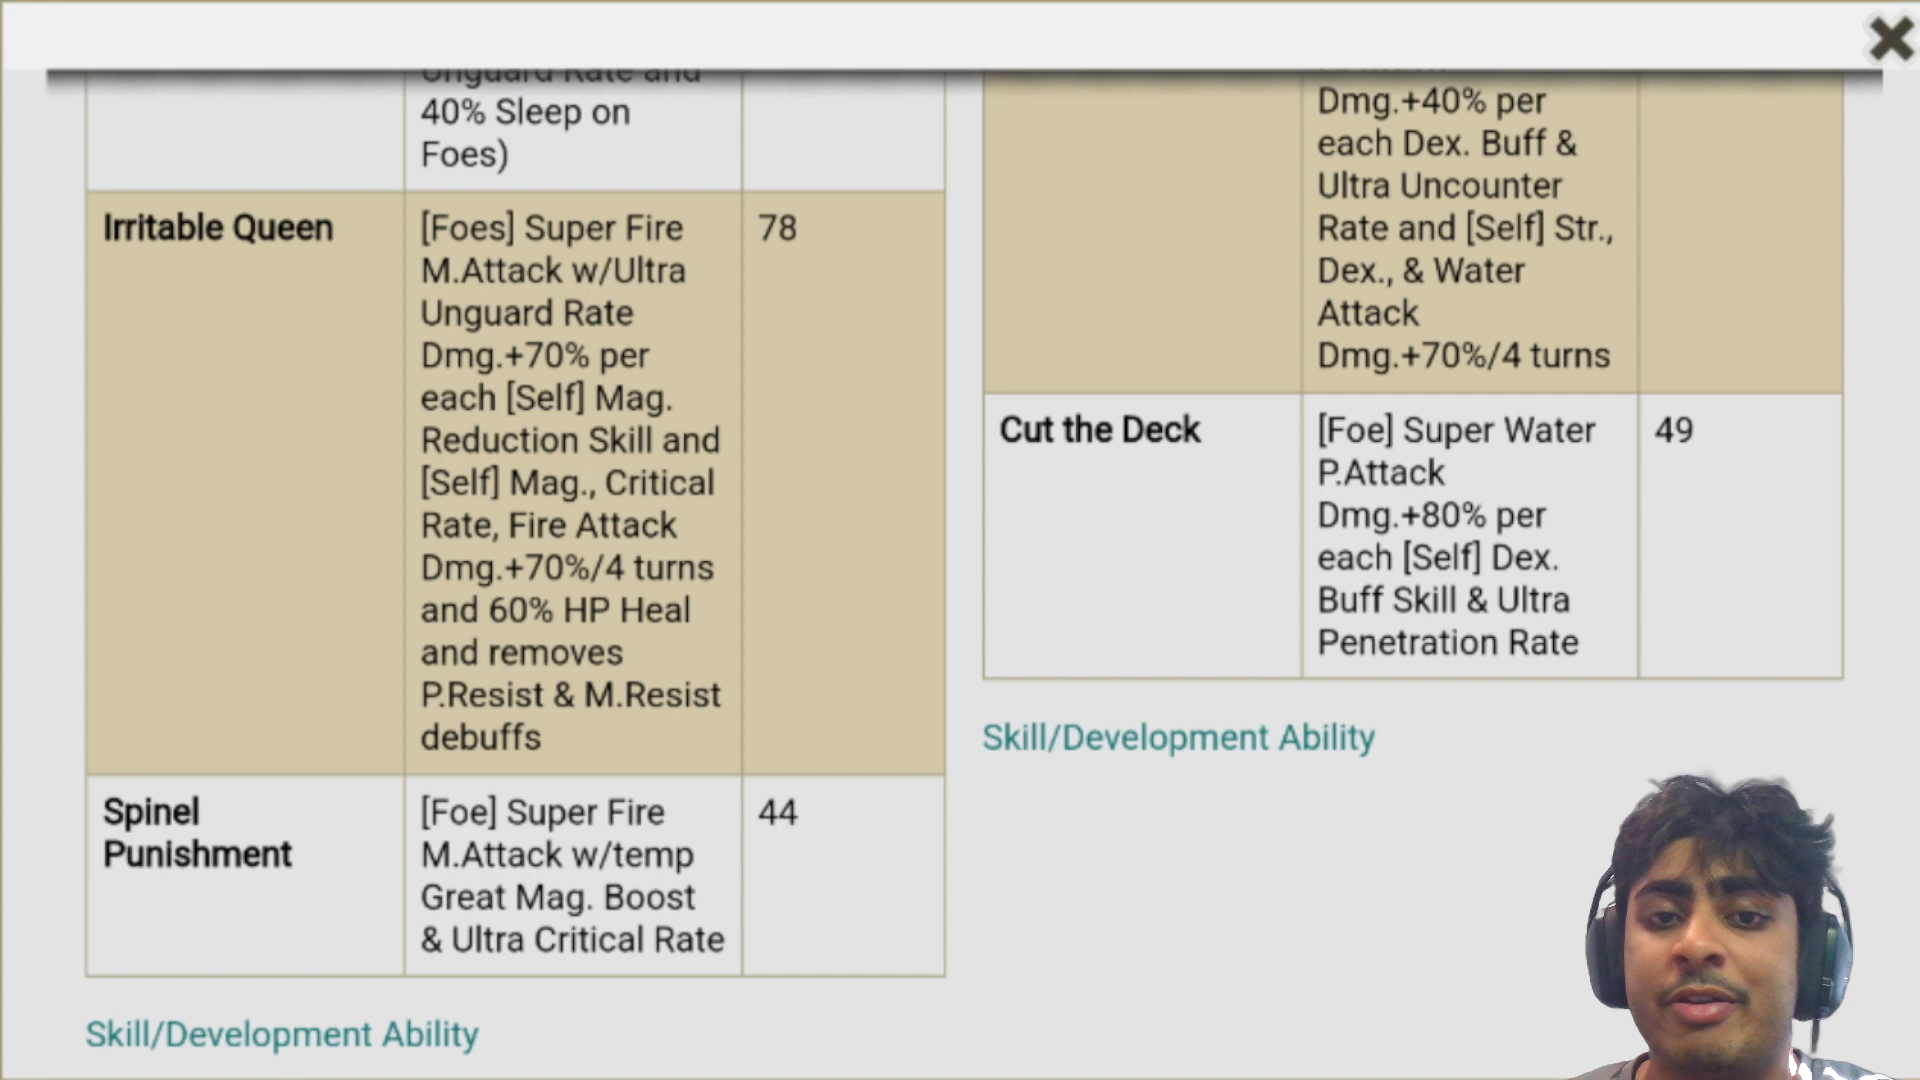 Unguard Rate and
40% Sleep on
Foes)
Irritable Queen
[Foes] Super Fire
M.Attack w/Ultra
Unguard Rate
Dmg.+70% per
each [Self] Mag.
Reduction Skill and
[Self] Mag., Critical
Rate, Fire Attack
Dmg.+70%/4 turns
and 60% HP Heal
and removes
P.Resist & M.Resist
debuffs
78
Spinel
Punishment
[Foe] Super Fire
M.Attack w/temp
Great Mag. Boost
& Ultra Critical Rate
44
Skill/Development Ability
Dmg.+40% per
each Dex. Buff &
Ultra Uncounter
Rate and [Self] Str.,
Dex., & Water
Attack
Dmg.+70%/4 turns
Cut the Deck
[Foe] Super Water
P.Attack
Dmg.+80% per
each [Self] Dex.
Buff Skill & Ultra
Penetration Rate
49
Skill/Development Ability